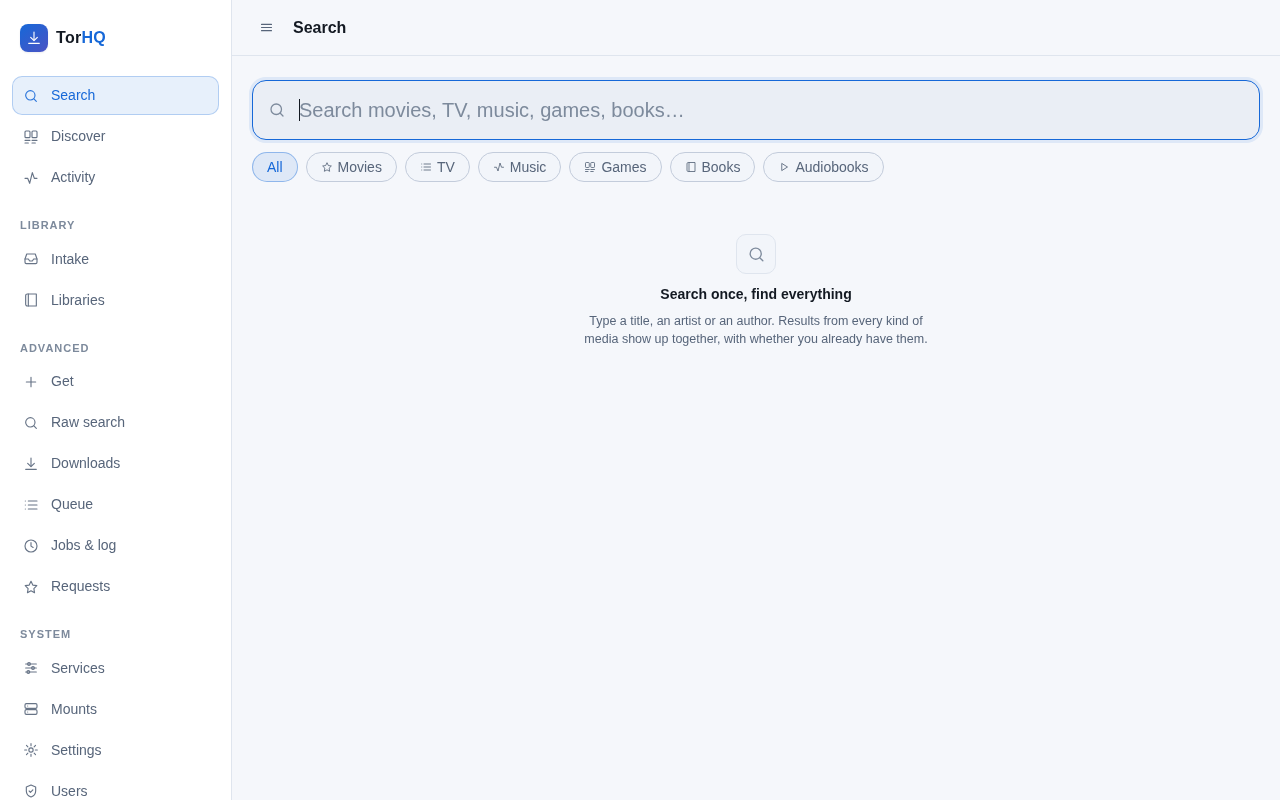 TorHQ
Search
Search
Search movies, TV, music, games, books…
All
Movies
TV
Music
Games
Books
Audiobooks
Discover
Activity
LIBRARY
Intake
Libraries
ADVANCED
Get
Raw search
Downloads
Queue
Jobs & log
Requests
SYSTEM
Services
Mounts
Settings
Users
Search once, find everything
Type a title, an artist or an author. Results from every kind of
media show up together, with whether you already have them.